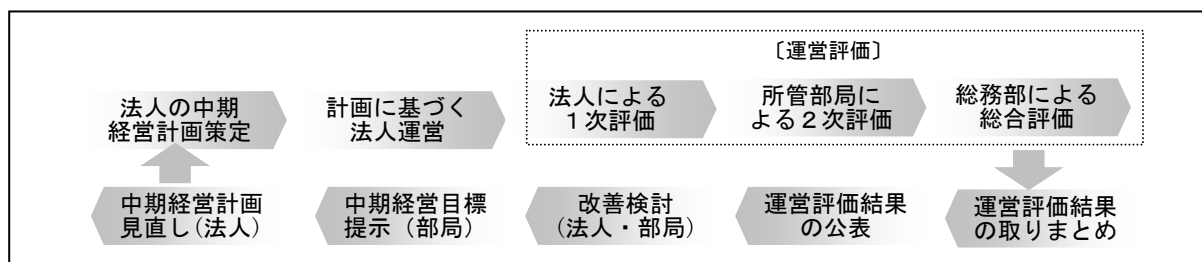 〔運営評価〕
法人の中期
経営計画策定
計画に基づく
法人運営
法人による
１次評価
所管部局に
よる２次評価
総務部による
総合評価
中期経営計画
見直し(法人)
中期経営目標
提示（部局）
改善検討
(法人・部局)
運営評価結果
の公表
運営評価結果
の取りまとめ